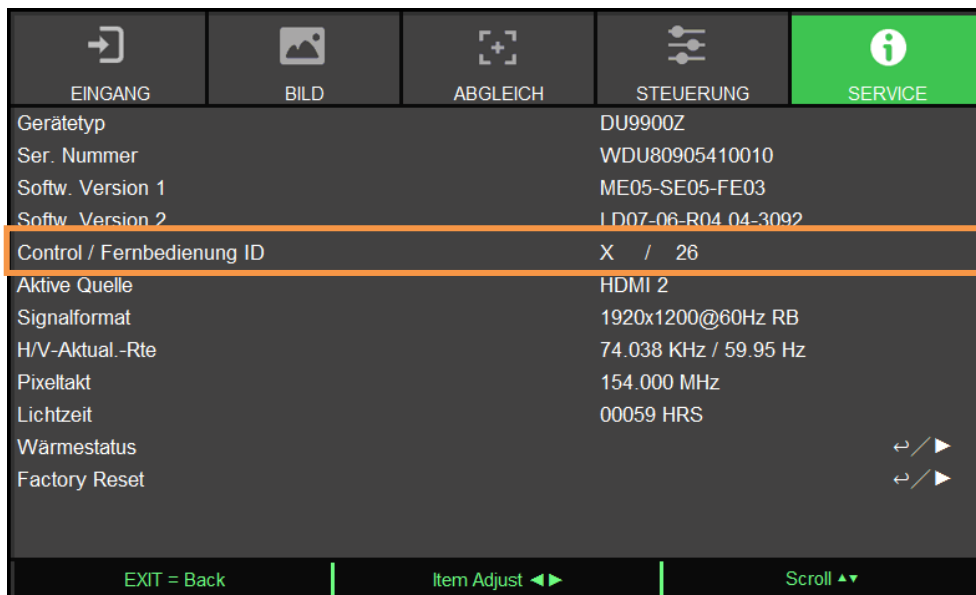 EINGANG BILD ABGLEICH STEUERUNG SERVICE
Gerätetyp DU9900Z
Ser. Nummer WDU80905410010
Softw. Version 1 ME05-SE05-FE03
Softw. Version 2 LD07-06-R04.04-3092
Control / Fernbedienung ID X / 26
Aktive Quelle HDMI 2
Signalformat 1920x1200@60Hz RB
H/V-Aktual.-Rte 74.038 KHz / 59.95 Hz
Pixeltakt 154.000 MHz
Lichtzeit 00059 HRS
Wärmestatus ↩/▶
Factory Reset ↩/▶
EXIT = Back Item Adjust ◀▶ Scroll ▲▼